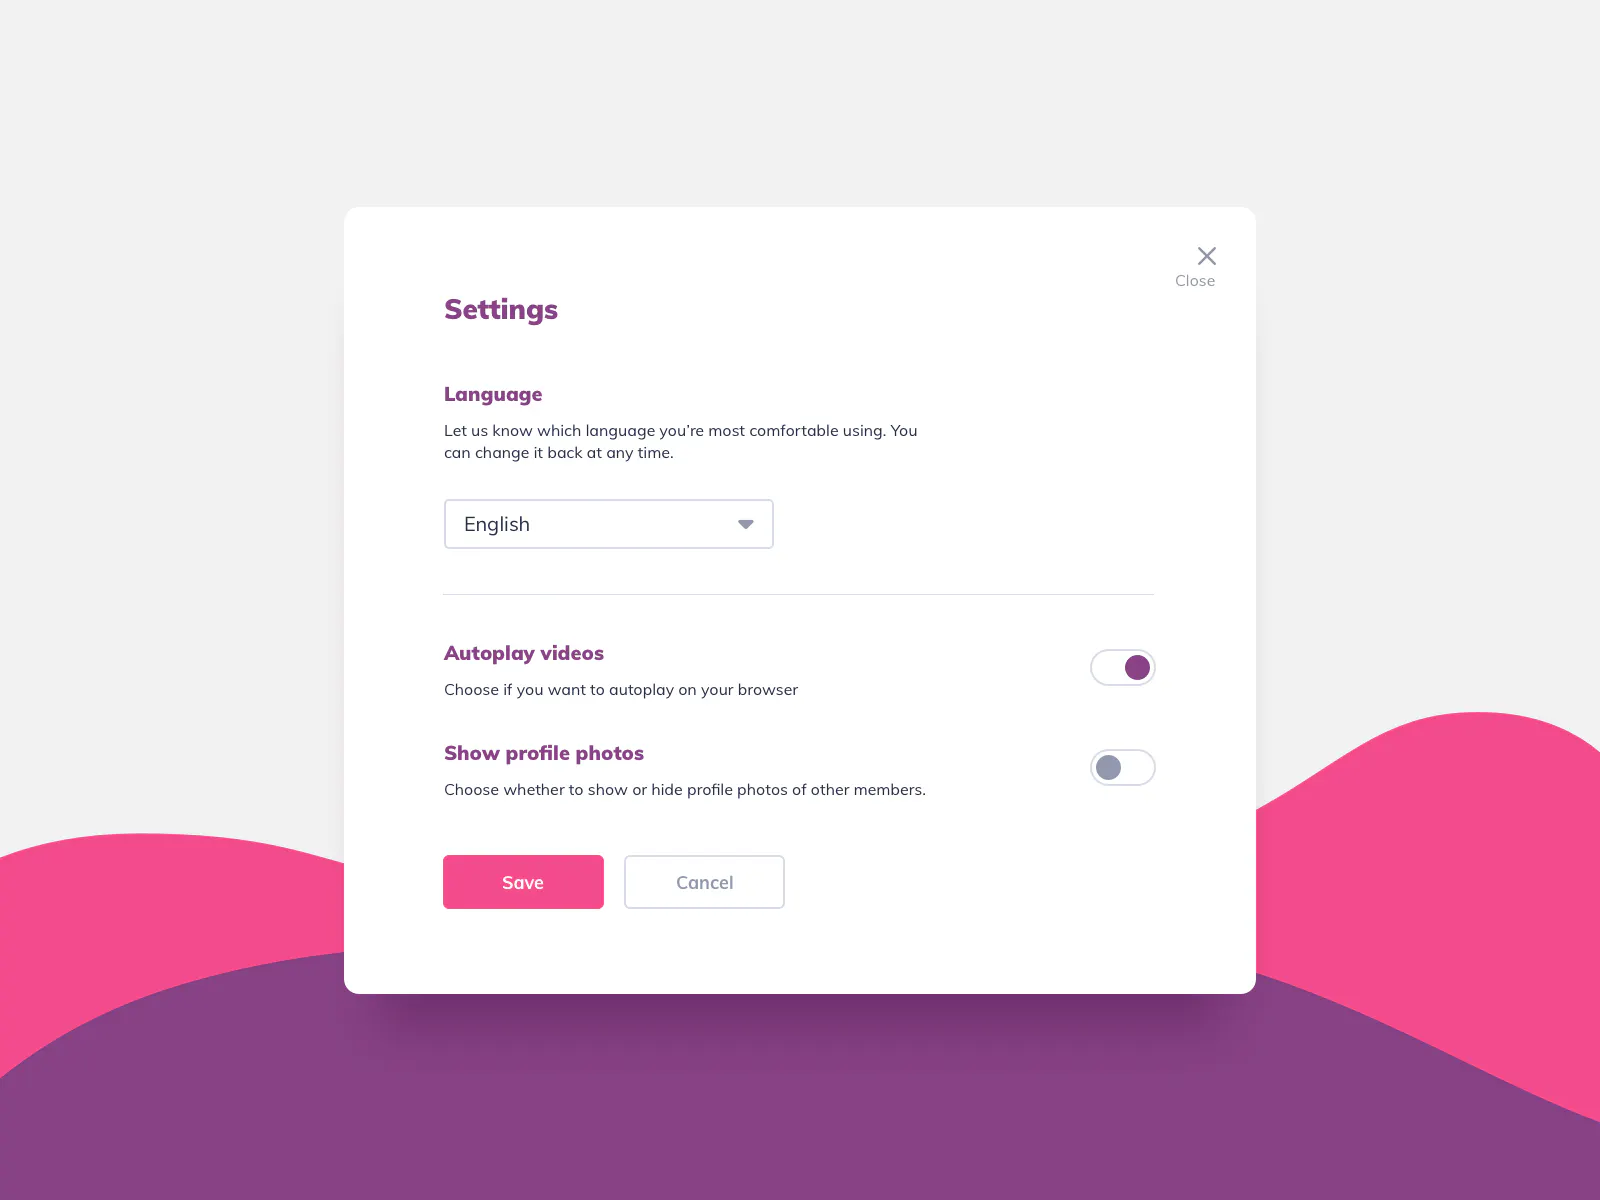 Close
Settings
Language
Let us know which language you’re most comfortable using. You
can change it back at any time.
English
Autoplay videos
Choose if you want to autoplay on your browser
Show profile photos
Choose whether to show or hide profile photos of other members.
Save
Cancel